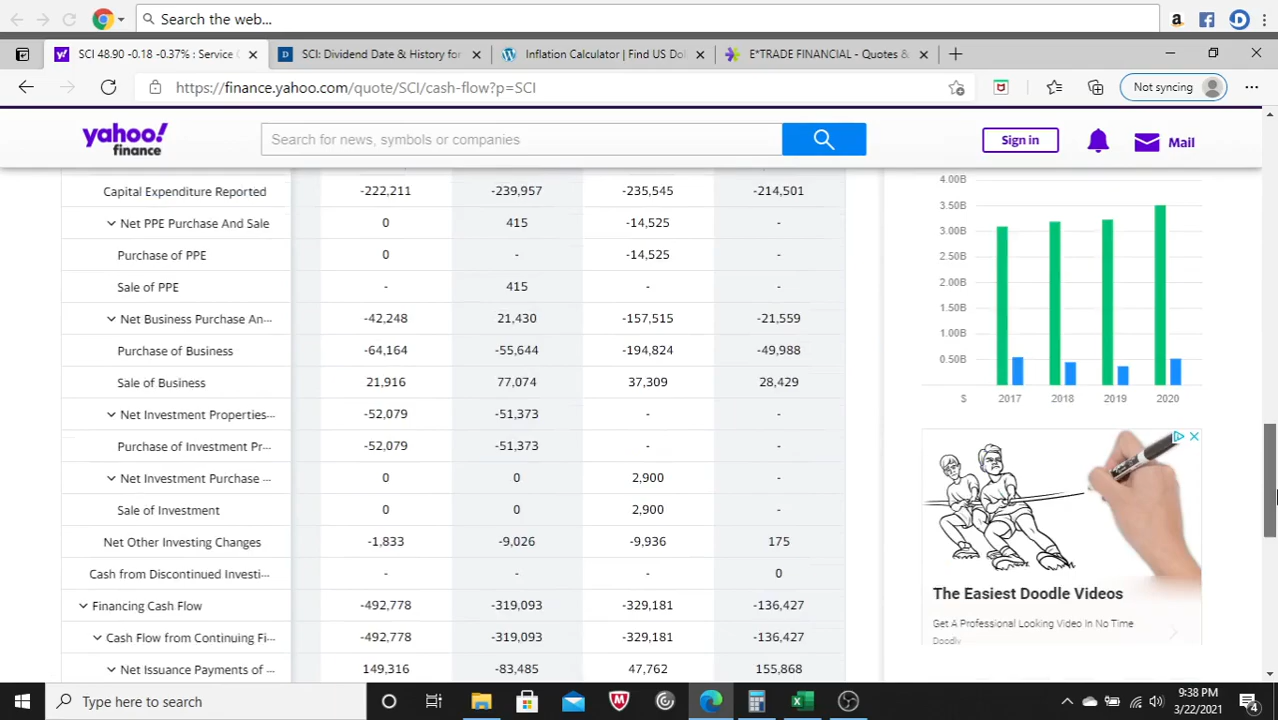 Search the web...
SCI 48.90 -0.18 -0.37% : Service (
SCI: Dividend Date & History for
Inflation Calculator | Find US Do
E*TRADE FINANCIAL - Quotes &
https://finance.yahoo.com/quote/SCI/cash-flow?p=SCI
Not syncing
yahoo!
finance
Search for news, symbols or companies
Sign in
Mail
Capital Expenditure Reported -222,211 -239,957 -235,545 -214,501
Net PPE Purchase And Sale 0 415 -14,525 -
Purchase of PPE 0 - -14,525 -
Sale of PPE - 415 - -
Net Business Purchase An... -42,248 21,430 -157,515 -21,559
Purchase of Business -64,164 -55,644 -194,824 -49,988
Sale of Business 21,916 77,074 37,309 28,429
Net Investment Properties... -52,079 -51,373 - -
Purchase of Investment Pr... -52,079 -51,373 - -
Net Investment Purchase ... 0 0 2,900 -
Sale of Investment 0 0 2,900 -
Net Other Investing Changes -1,833 -9,026 -9,936 175
Cash from Discontinued Investi... - - - 0
Financing Cash Flow -492,778 -319,093 -329,181 -136,427
Cash Flow from Continuing Fi... -492,778 -319,093 -329,181 -136,427
Net Issuance Payments of ... 149,316 -83,485 47,762 155,868
4.00B
3.50B
3.00B
2.50B
2.00B
1.50B
1.00B
0.50B
$ 2017 2018 2019 2020
The Easiest Doodle Videos
Get A Professional Looking Video In No Time
Doodly
Type here to search
9:38 PM
3/22/2021
4